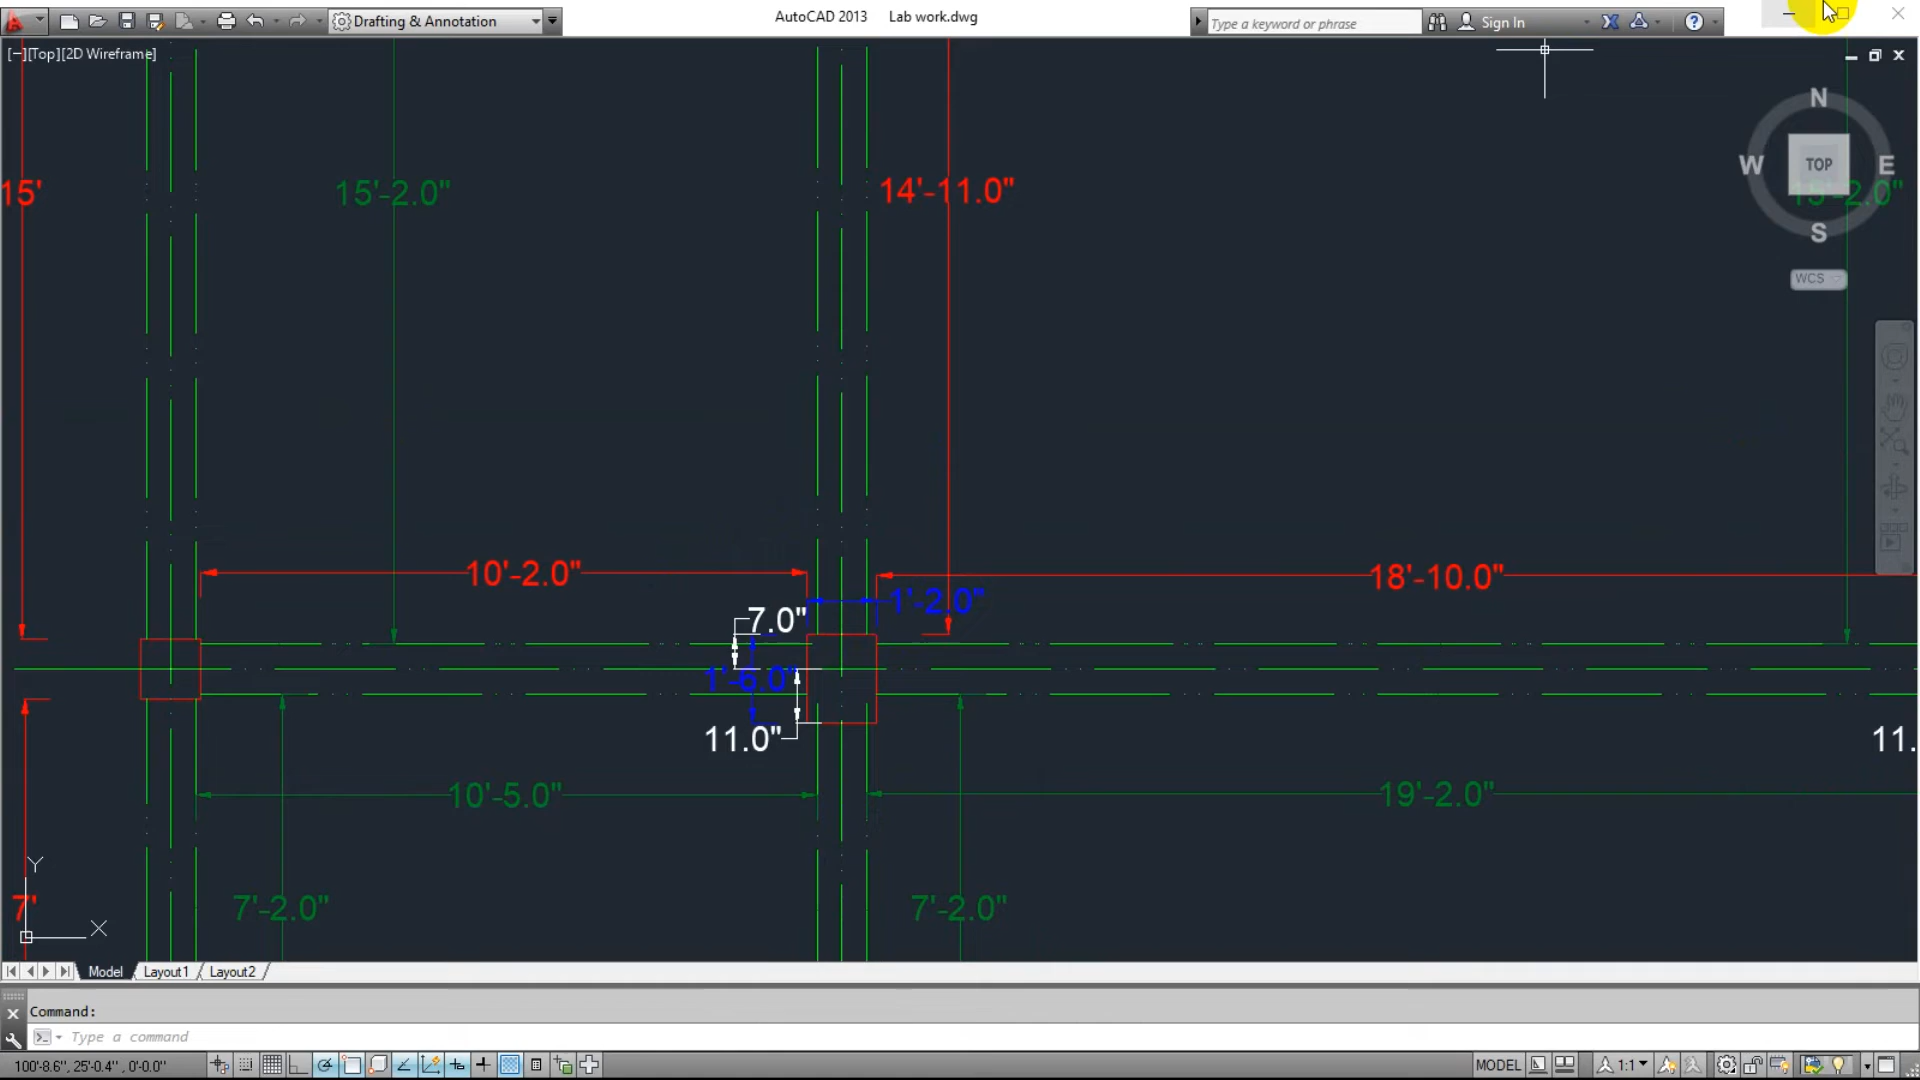 Drafting & Annotation
AutoCAD 2013 Lab work.dwg
Type a keyword or phrase
Sign In
[−][Top][2D Wireframe]
N
W TOP E
S
WCS
15'
15'-2.0"
14'-11.0"
15'-2.0"
10'-2.0"
18'-10.0"
1'-2.0"
7.0"
1'-6.0"
11.0"
11.
10'-5.0"
19'-2.0"
Y
7'
7'-2.0"
7'-2.0"
X
Model Layout1 Layout2
Command:
Type a command
100'-8.6", 25'-0.4" , 0'-0.0"
MODEL
1:1